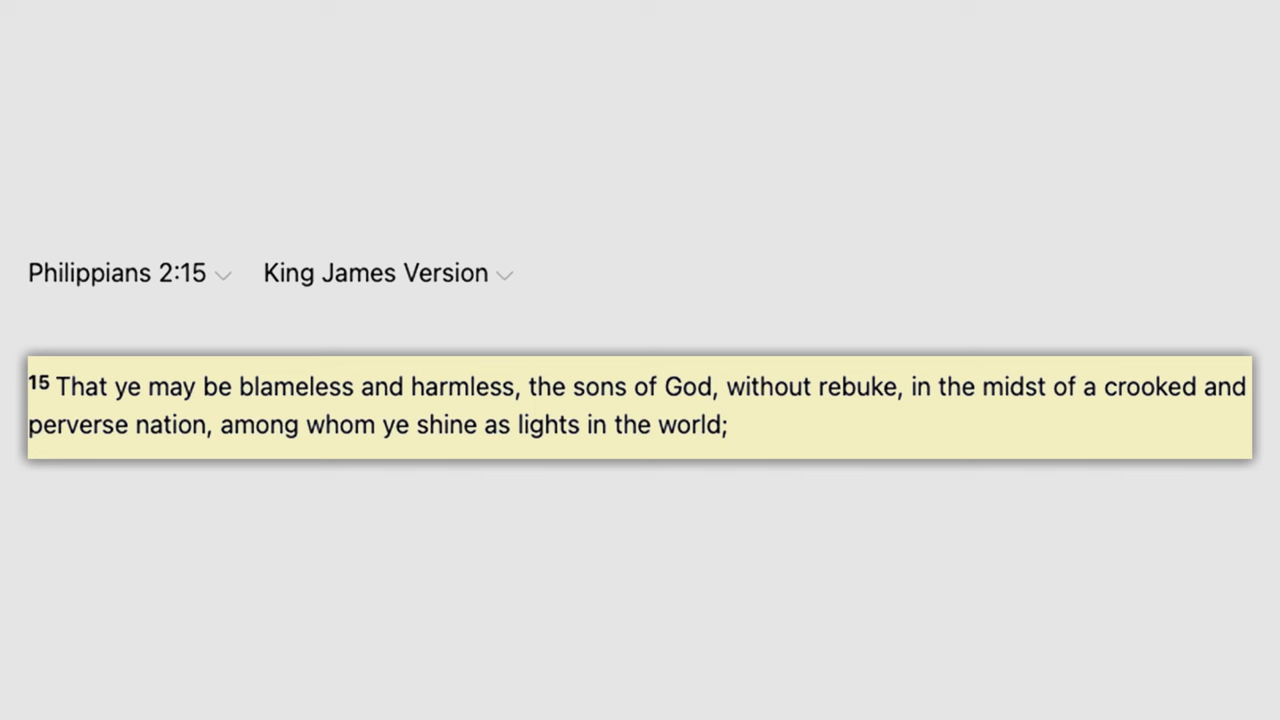 Philippians 2:15 King James Version
15 That ye may be blameless and harmless, the sons of God, without rebuke, in the midst of a crooked and
perverse nation, among whom ye shine as lights in the world;